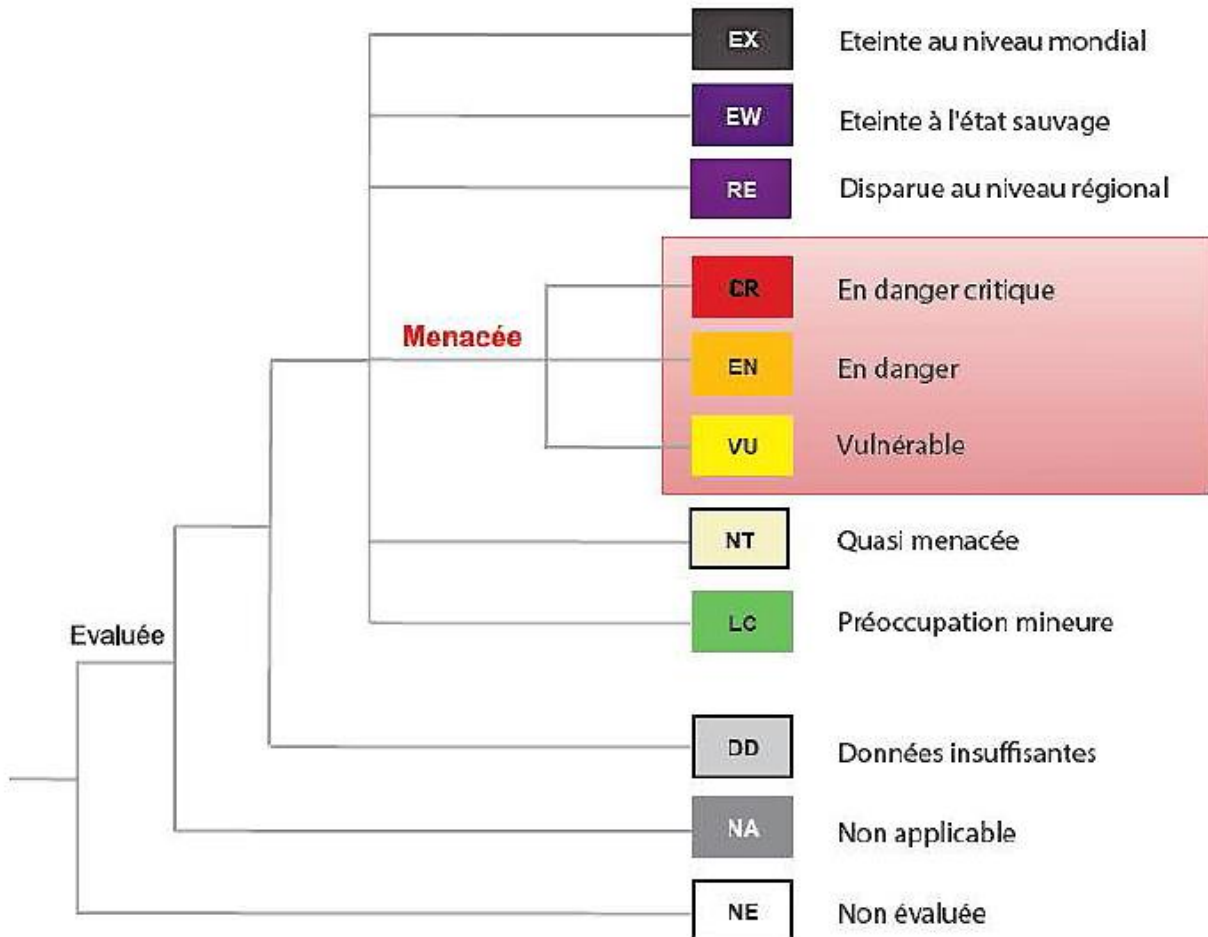 EX Eteinte au niveau mondial
EW Eteinte à l'état sauvage
RE Disparue au niveau régional
CR En danger critique
Menacée
EN En danger
VU Vulnérable
NT Quasi menacée
LC Préoccupation mineure
Evaluée
DD Données insuffisantes
NA Non applicable
NE Non évaluée